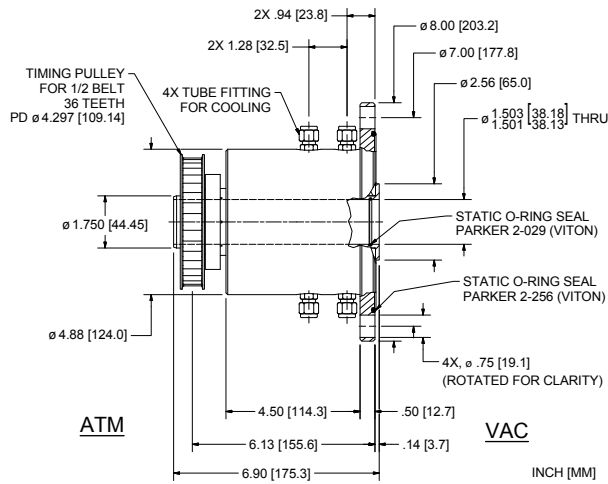 2X .94 [23.8]
2X 1.28 [32.5]
ø 8.00 [203.2]
ø 7.00 [177.8]
ø 2.56 [65.0]
TIMING PULLEY
FOR 1/2 BELT
36 TEETH
PD ø 4.297 [109.14]
4X TUBE FITTING
FOR COOLING
ø 1.503 [38.18] THRU
1.501 38.13
ø 1.750 [44.45]
STATIC O-RING SEAL
PARKER 2-029 (VITON)
STATIC O-RING SEAL
PARKER 2-256 (VITON)
ø 4.88 [124.0]
4X, ø .75 [19.1]
(ROTATED FOR CLARITY)
4.50 [114.3]
.50 [12.7]
ATM
VAC
6.13 [155.6]
.14 [3.7]
6.90 [175.3]
INCH [MM]